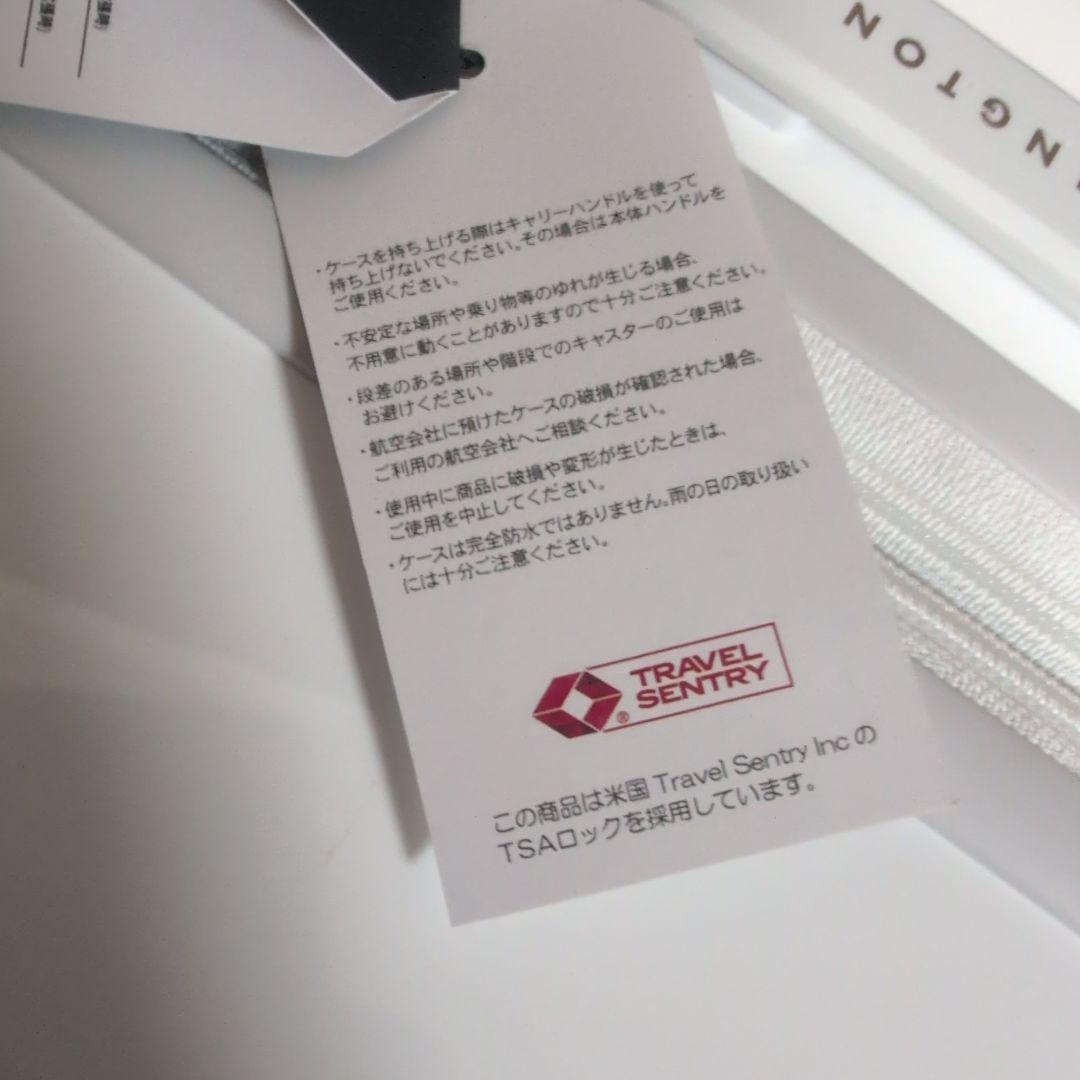 ・ケースを持ち上げる際はキャリーハンドルを使って
持ち上げないでください。その場合は本体ハンドルを
ご使用ください。
・不安定な場所や乗り物等のゆれが生じる場合、
不用意に動くことがありますので十分ご注意ください。
・段差のある場所や階段でのキャスターのご使用は
お避けください。
・航空会社に預けたケースの破損が確認された場合、
ご利用の航空会社へご相談ください。
・使用中に商品に破損や変形が生じたときは、
ご使用を中止してください。
・ケースは完全防水ではありません。雨の日の取り扱い
には十分ご注意ください。
TRAVEL
SENTRY
®
この商品は米国 Travel Sentry Inc の
TSAロックを採用しています。
NGTON